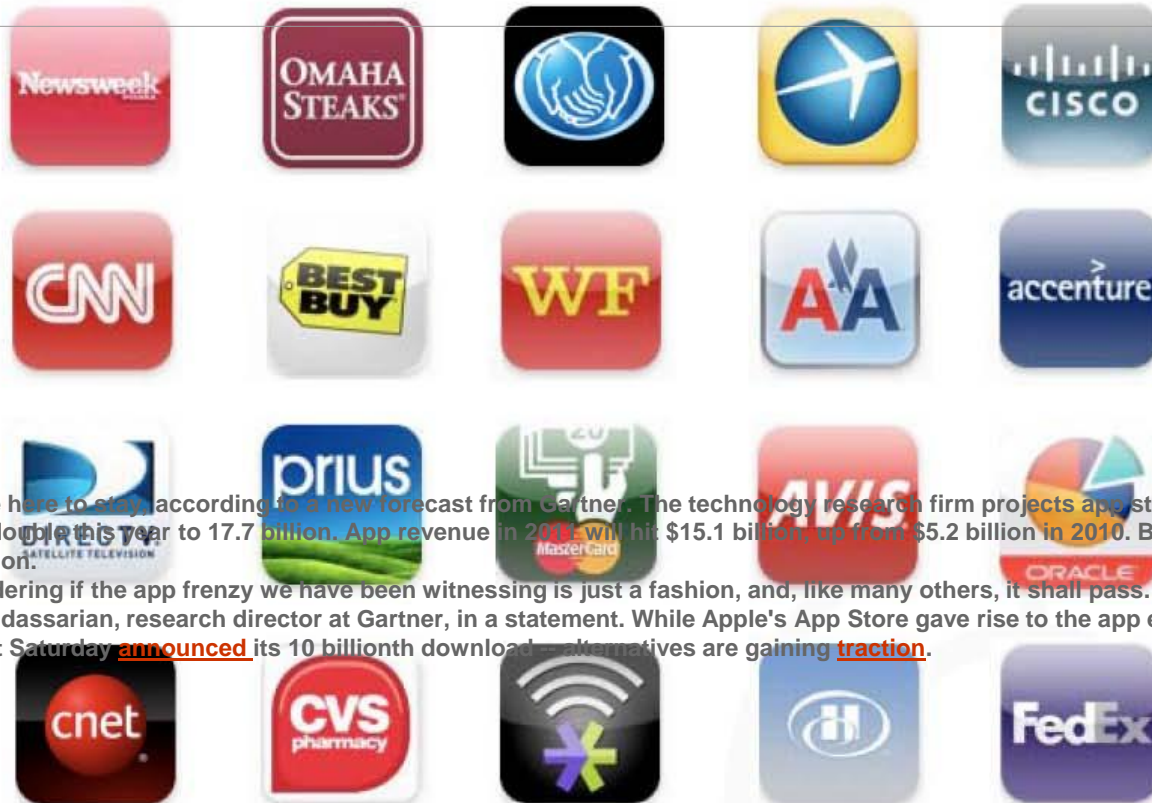 Newsweek
OMAHA
STEAKS
CISCO
CNN
BEST
BUY
WF
AA
accenture
DIRECTV
SATELLITE TELEVISION
prius
20
MasterCard
AVIS
ORACLE
here to stay, according to a new forecast from Gartner. The technology research firm projects app st
this year to 17.7 billion. App revenue in 2011 will hit $15.1 billion, up from $5.2 billion in 2010. B
on.
ering if the app frenzy we have been witnessing is just a fashion, and, like many others, it shall pass.
dassarian, research director at Gartner, in a statement. While Apple's App Store gave rise to the app e
t Saturday announced its 10 billionth download -- alternatives are gaining traction.
cnet
CVS
pharmacy
H
FedEx